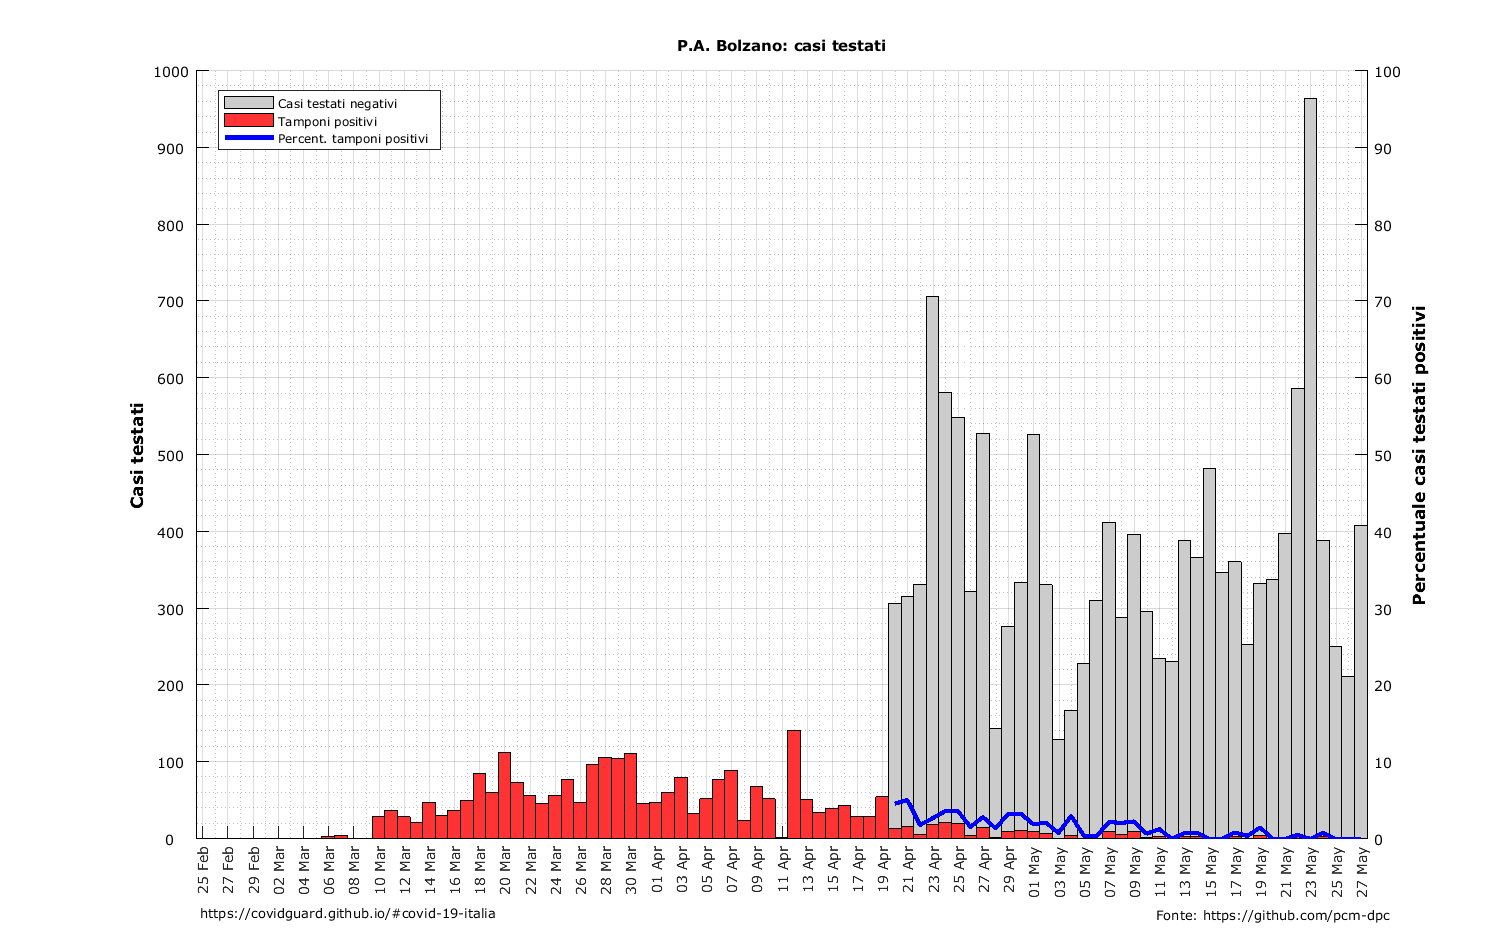 P.A. Bolzano: casi testati
Casi testati negativi
Tamponi positivi
Percent. tamponi positivi
Casi testati
1000
900
800
700
600
500
400
300
200
100
0
100
90
80
70
60
50
40
30
20
10
0
Percentuale casi testati positivi
25 Feb
27 Feb
29 Feb
02 Mar
04 Mar
06 Mar
08 Mar
10 Mar
12 Mar
14 Mar
16 Mar
18 Mar
20 Mar
22 Mar
24 Mar
26 Mar
28 Mar
30 Mar
01 Apr
03 Apr
05 Apr
07 Apr
09 Apr
11 Apr
13 Apr
15 Apr
17 Apr
19 Apr
21 Apr
23 Apr
25 Apr
27 Apr
29 Apr
01 May
03 May
05 May
07 May
09 May
11 May
13 May
15 May
17 May
19 May
21 May
23 May
25 May
27 May
https://covidguard.github.io/#covid-19-italia
Fonte: https://github.com/pcm-dpc